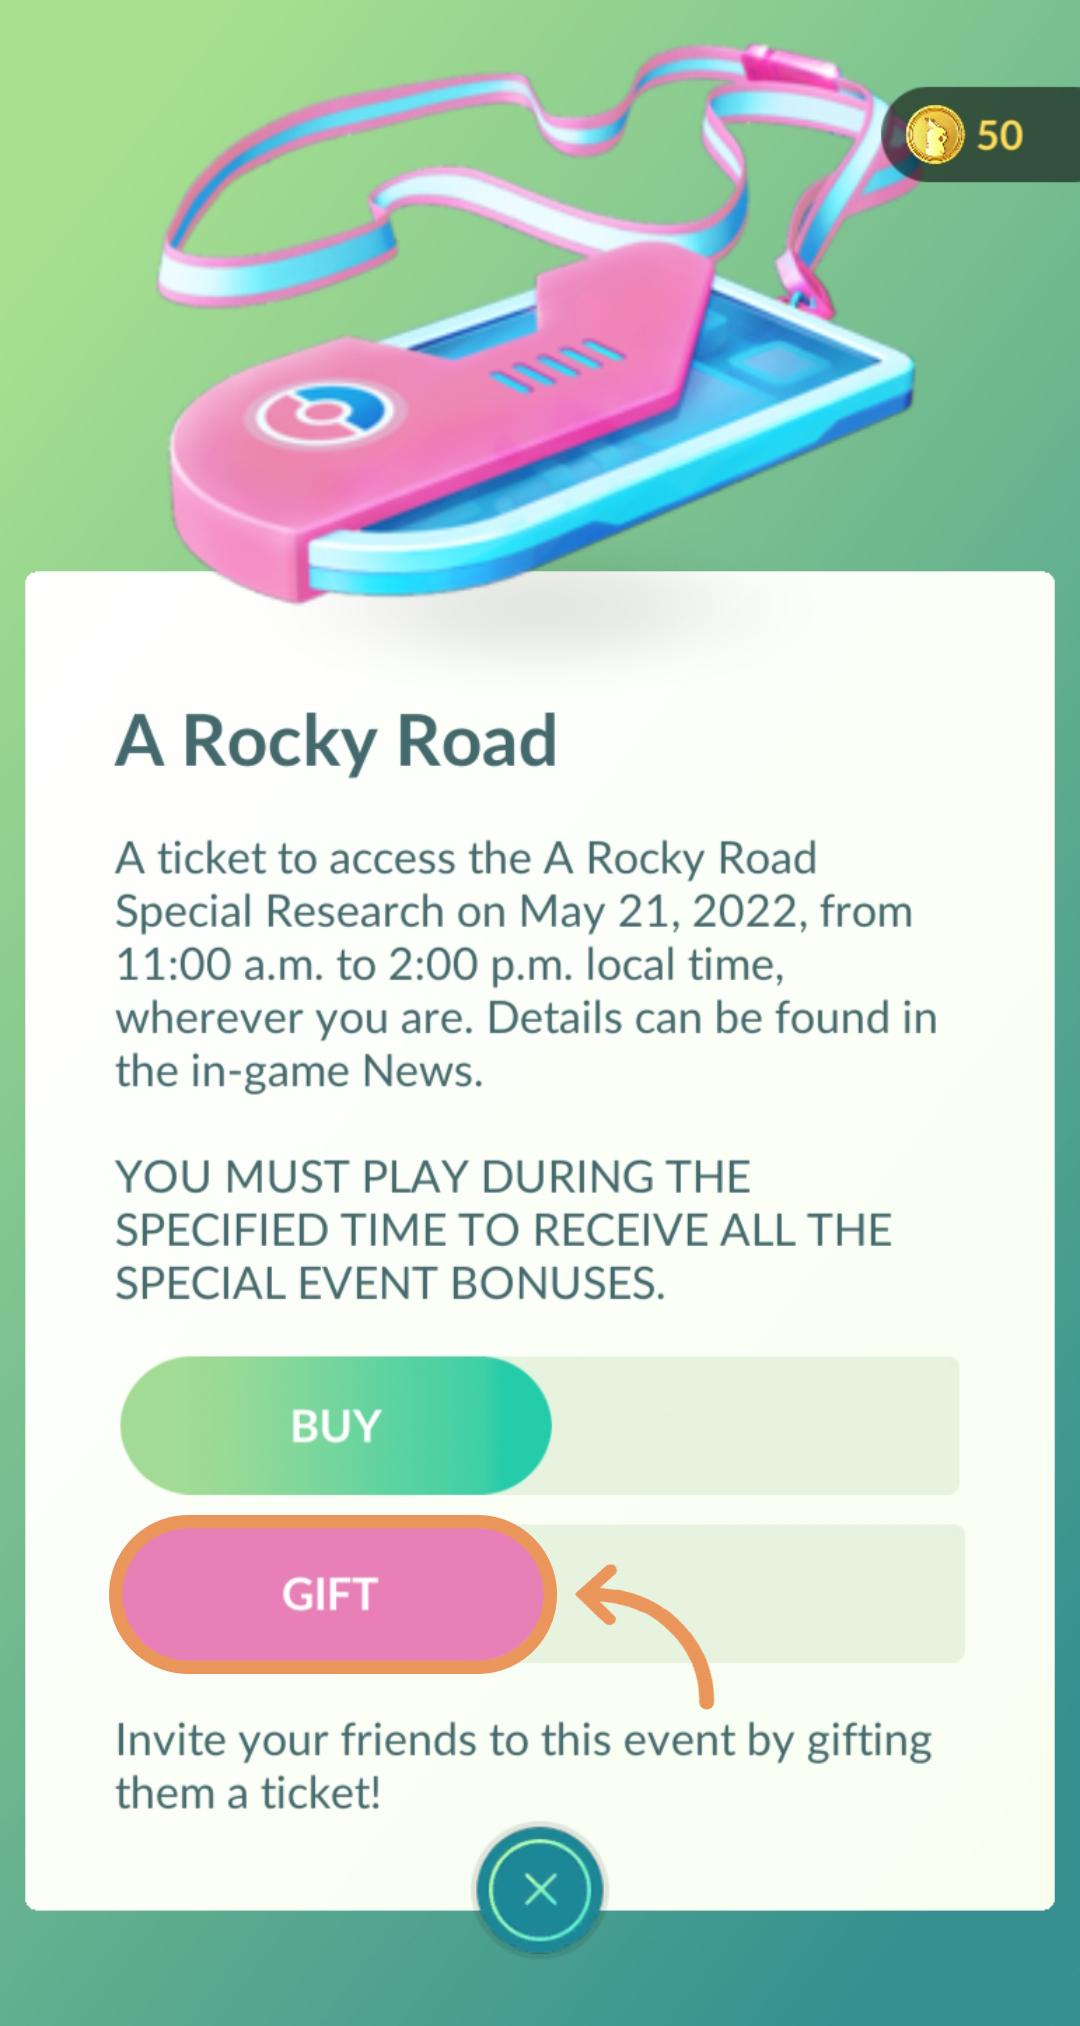 50
A Rocky Road
A ticket to access the A Rocky Road
Special Research on May 21, 2022, from
11:00 a.m. to 2:00 p.m. local time,
wherever you are. Details can be found in
the in-game News.
YOU MUST PLAY DURING THE
SPECIFIED TIME TO RECEIVE ALL THE
SPECIAL EVENT BONUSES.
BUY
GIFT
Invite your friends to this event by gifting
them a ticket!